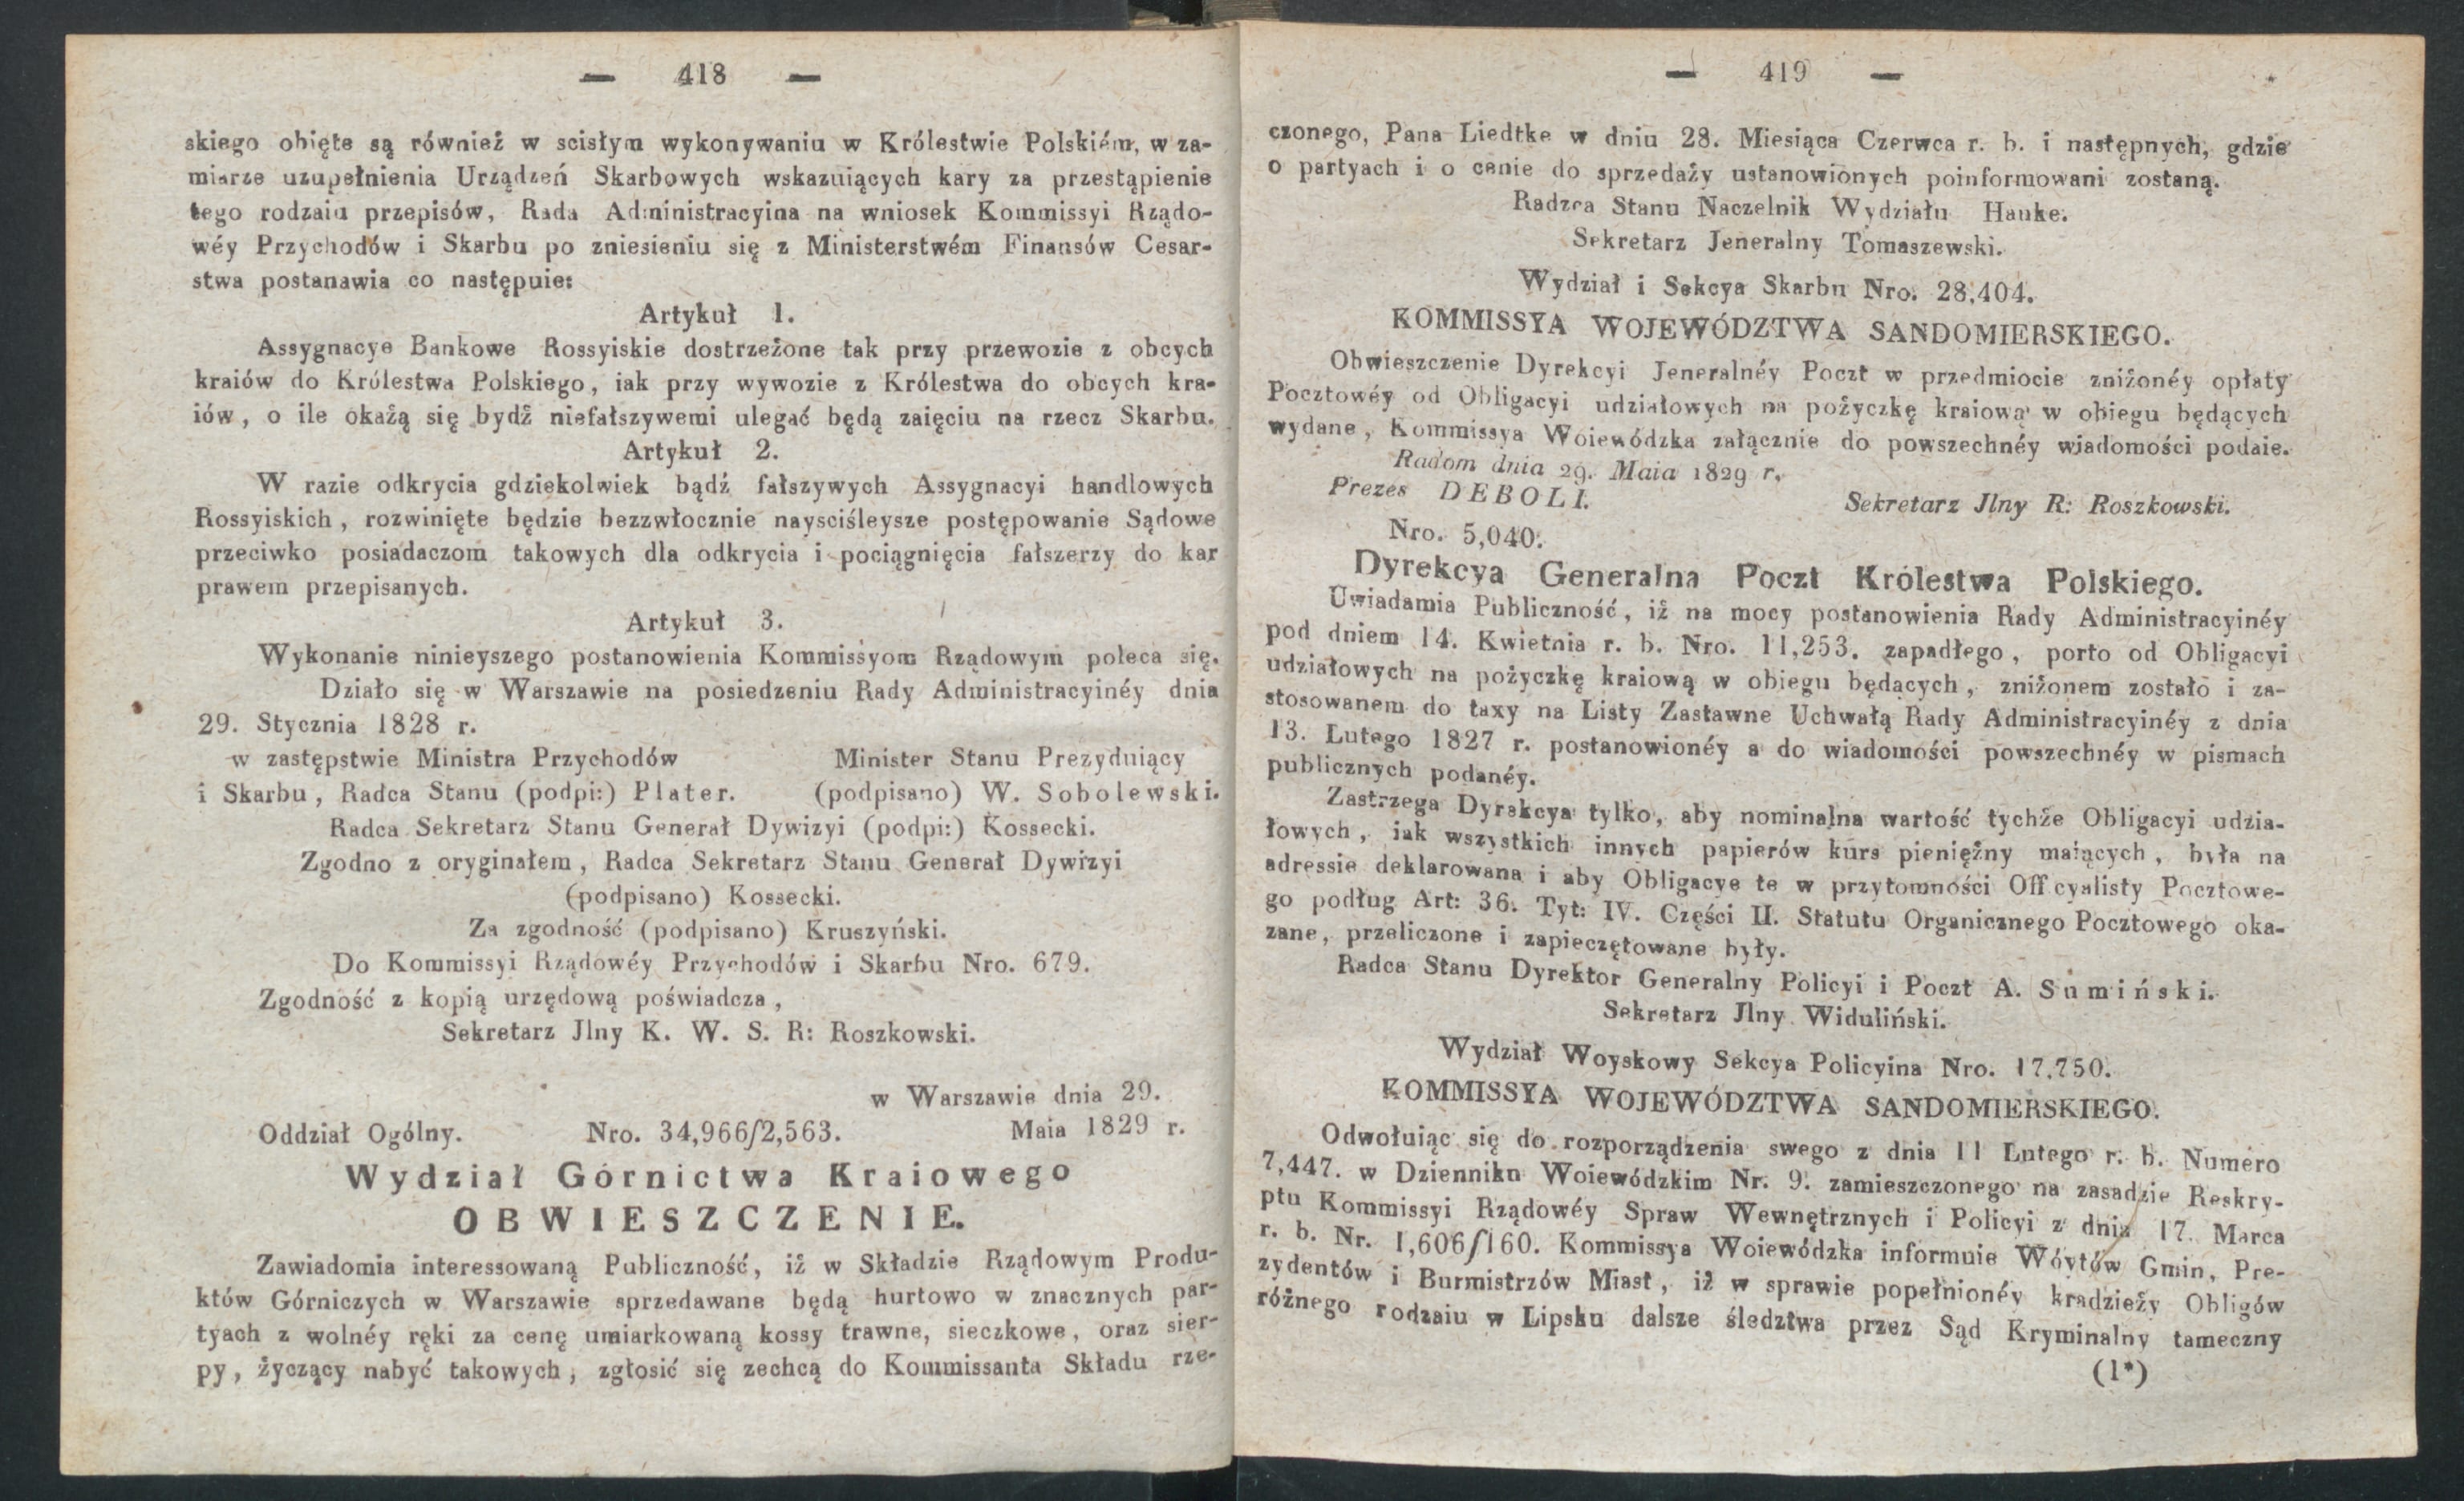 — 418 —
skiego obięte są również w scisłym wykonywaniu w Królestwie Polskiém, w za-
miarze uzupełnienia Urządzeń Skarbowych wskazuiących kary za przestąpienie
tego rodzaiu przepisów, Rada Administracyina na wniosek Kommissyi Rządo-
wéy Przychodów i Skarbu po zniesieniu się z Ministerstwém Finansów Cesar-
stwa postanawia co następuie:
Artykuł 1.
Assygnacye Bankowe Rossyiskie dostrzeżone tak przy przewozie z obcych
kraiów do Królestwa Polskiego, iak przy wywozie z Królestwa do obcych kra-
iów, o ile okażą się bydź niefałszywemi ulegać będą zaięciu na rzecz Skarbu.
Artykuł 2.
W razie odkrycia gdziekolwiek bądź fałszywych Assygnacyi handlowych
Rossyiskich, rozwinięte będzie bezzwłocznie nayściśleysze postępowanie Sądowe
przeciwko posiadaczom takowych dla odkrycia i pociągnięcia fałszerzy do kar
prawem przepisanych.
Artykuł 3.
Wykonanie ninieyszego postanowienia Kommissyom Rządowym poleca się.
Działo się w Warszawie na posiedzeniu Rady Administracyinéy dnia
29. Stycznia 1828 r.
w zastępstwie Ministra Przychodów Minister Stanu Prezyduiący
i Skarbu, Radca Stanu (podpi:) Plater. (podpisano) W. Sobolewski.
Radca Sekretarz Stanu Generał Dywizyi (podpi:) Kossecki.
Zgodno z oryginałem, Radca Sekretarz Stanu Generał Dywizyi
(podpisano) Kossecki.
Za zgodność (podpisano) Kruszyński.
Do Kommissyi Rządowéy Przychodów i Skarbu Nro. 679.
Zgodność z kopią urzędową poświadcza,
Sekretarz Jlny K. W. S. R: Roszkowski.
w Warszawie dnia 29.
Oddział Ogólny. Nro. 34,966/2,563. Maia 1829 r.
Wydział Górnictwa Kraiowego
OBWIESZCZENIE.
Zawiadomia interessowaną Publiczność, iż w Składzie Rządowym Produ-
któw Górniczych w Warszawie sprzedawane będą hurtowo w znacznych par-
tyach z wolnéy ręki za cenę umiarkowaną kossy trawne, sieczkowe, oraz sier-
py, życzący nabyć takowych, zgłosić się zechcą do Kommissanta Składu rze-
— 419 —
czonego, Pana Liedtke w dniu 28. Miesiąca Czerwca r. b. i następnych, gdzie
o partyach i o cenie do sprzedaży ustanowionych poinformowani zostaną.
Radzca Stanu Naczelnik Wydziału Hauke.
Sekretarz Jeneralny Tomaszewski.
Wydział i Sekcya Skarbu Nro. 28,404.
KOMMISSYA WOJEWÓDZTWA SANDOMIERSKIEGO.
Obwieszczenie Dyrekcyi Jeneralnéy Poczt w przedmiocie zniżonéy opłaty
Pocztowéy od Obligacyi udziałowych na pożyczkę kraiową w obiegu będących
wydane, Kommissya Woiewódzka załącznie do powszechnéy wiadomości podaie.
Radom dnia 29. Maia 1829 r.
Prezes DEBOLI. Sekretarz Jlny R: Roszkowski.
Nro. 5,040.
Dyrekcya Generalna Poczt Królestwa Polskiego.
Uwiadamia Publiczność, iż na mocy postanowienia Rady Administracyinéy
pod dniem 14. Kwietnia r. b. Nro. 11,253. zapadłego, porto od Obligacyi
udziałowych na pożyczkę kraiową w obiegu będących, zniżonem zostało i za-
stosowanem do taxy na Listy Zastawne Uchwałą Rady Administracyinéy z dnia
13. Lutego 1827 r. postanowionéy a do wiadomości powszechnéy w pismach
publicznych podanéy.
Zastrzega Dyrekcya tylko, aby nominalna wartość tychże Obligacyi udzia-
łowych, iak wszystkich innych papierów kurs pieniężny maiących, była na
adressie deklarowana i aby Obligacye te w przytomności Officyalisty Pocztowe-
go podług Art: 36. Tyt: IV. Części II. Statutu Organicznego Pocztowego oka-
zane, przeliczone i zapieczętowane były.
Radca Stanu Dyrektor Generalny Policyi i Poczt A. Sumiński.
Sekretarz Jlny Widuliński.
Wydział Woyskowy Sekcya Policyina Nro. 17,750.
KOMMISSYA WOJEWÓDZTWA SANDOMIERSKIEGO.
Odwołuiąc się do rozporządzenia swego z dnia 11 Lutego r. b. Numero
7,447. w Dzienniku Woiewódzkim Nr. 9. zamieszczonego na zasadzie Reskry-
ptu Kommissyi Rządowéy Spraw Wewnętrznych i Policyi z dnia 17. Marca
r. b. Nr. 1,606/160. Kommissya Woiewódzka informuie Wóytów Gmin, Pre-
zydentów i Burmistrzów Miast, iż w sprawie popełnionéy kradzieży Obligów
różnego rodzaiu w Lipsku dalsze śledztwa przez Sąd Kryminalny tameczny
(1*)